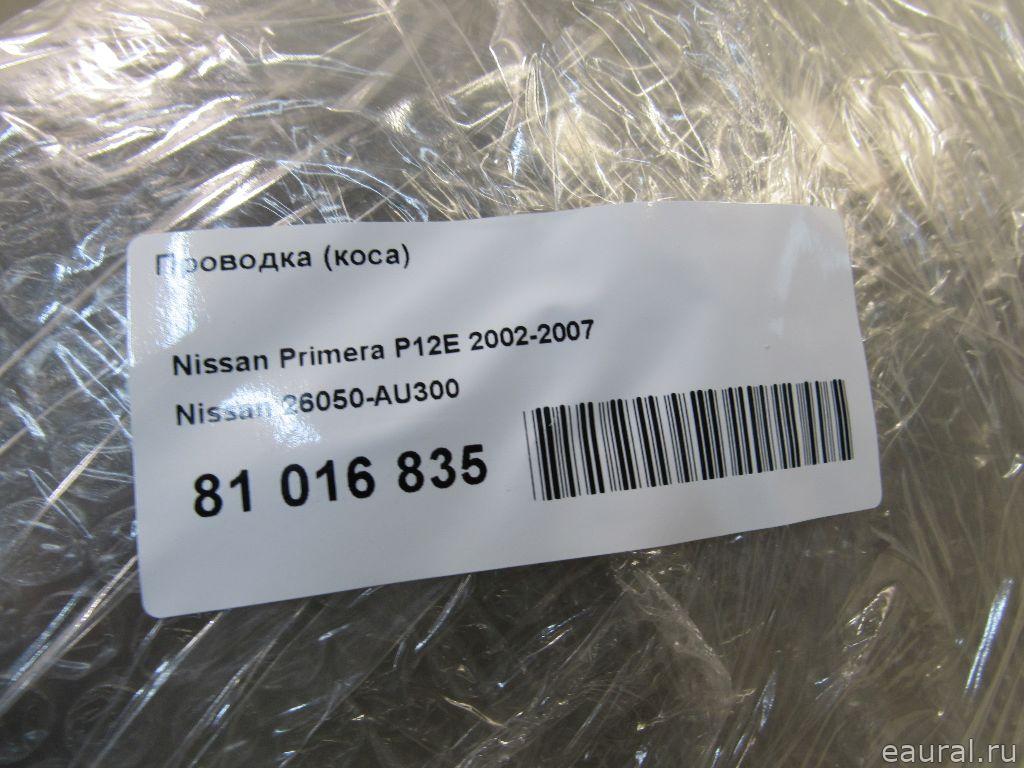 Проводка (коса)
Nissan Primera P12E 2002-2007
Nissan 26050-AU300
81 016 835
eaural.ru